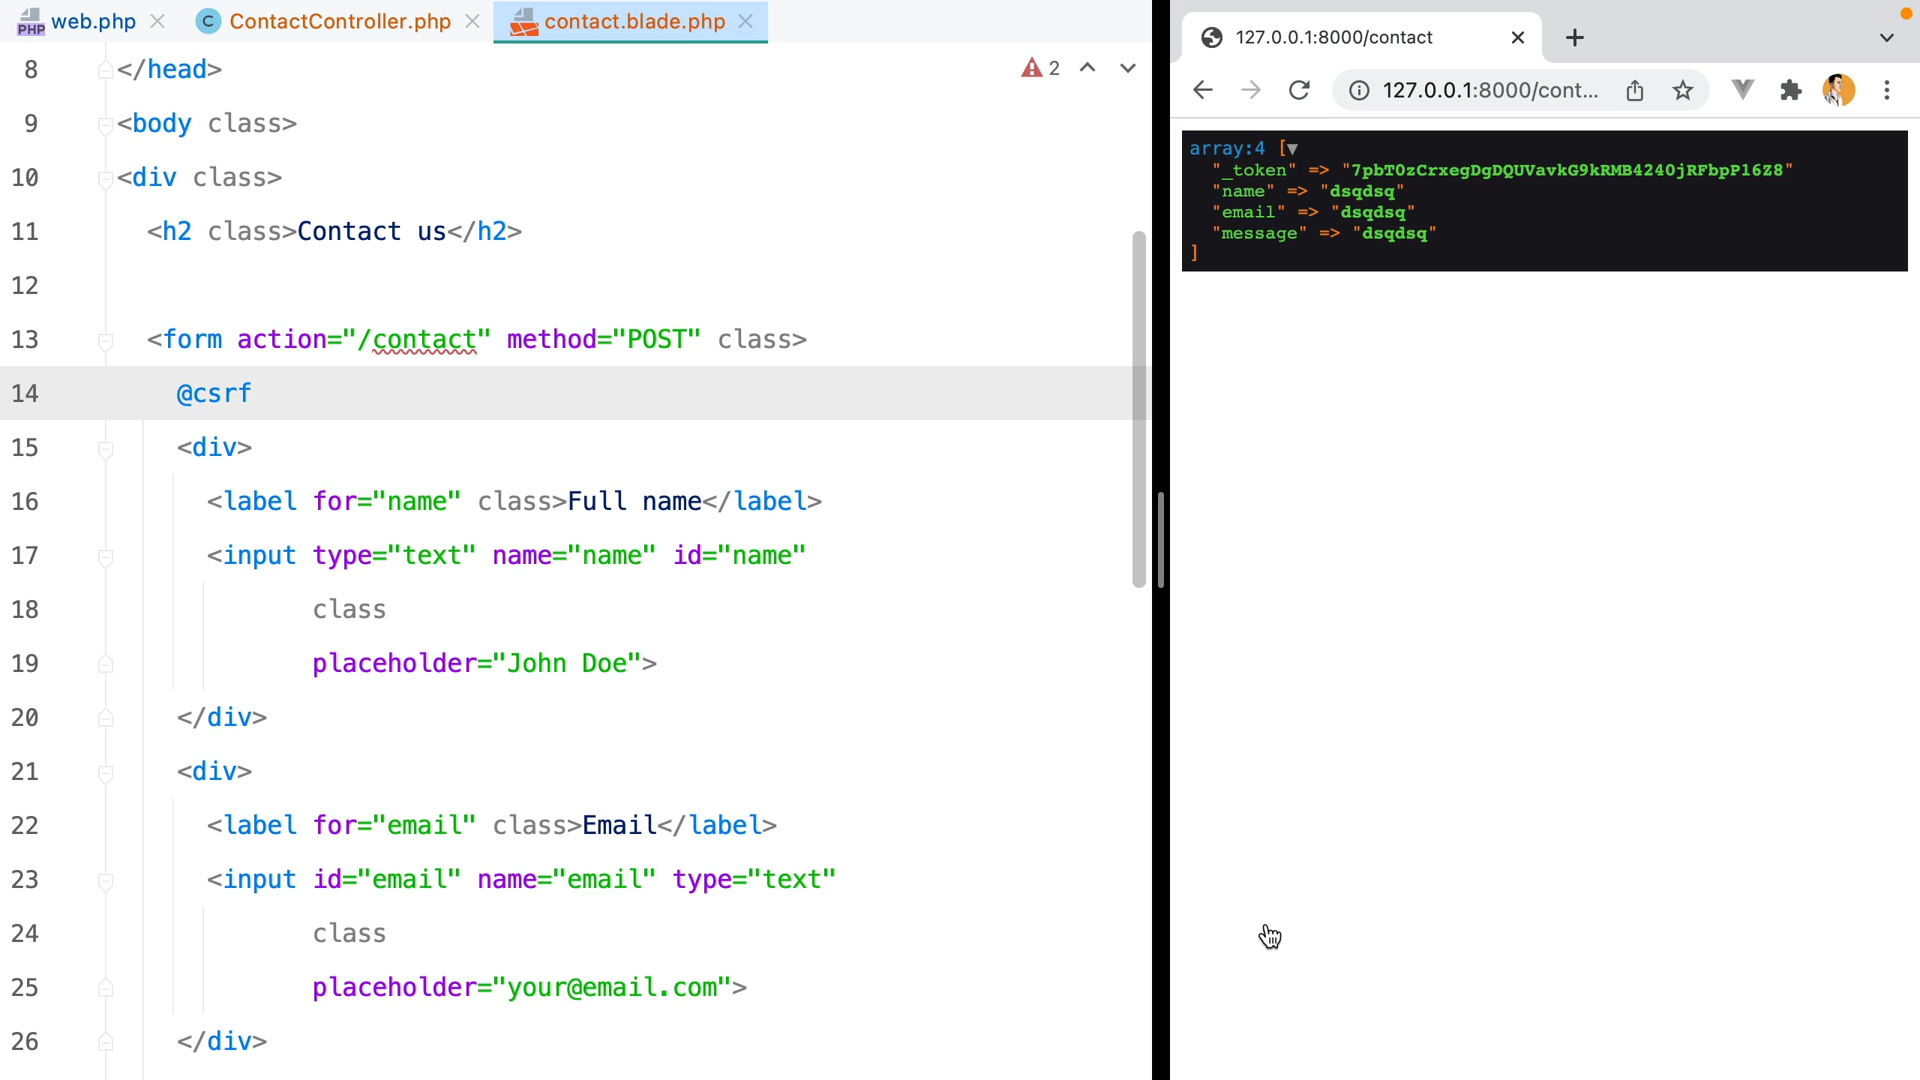 PHP web.php
C ContactController.php
contact.blade.php
2
8 </head>
9 <body class>
10 <div class>
11 <h2 class>Contact us</h2>
12
13 <form action="/contact" method="POST" class>
14 @csrf
15 <div>
16 <label for="name" class>Full name</label>
17 <input type="text" name="name" id="name"
18 class
19 placeholder="John Doe">
20 </div>
21 <div>
22 <label for="email" class>Email</label>
23 <input id="email" name="email" type="text"
24 class
25 placeholder="your@email.com">
26 </div>
127.0.0.1:8000/contact
127.0.0.1:8000/cont...
array:4 [▼
"_token" => "7pbTOzCrxegDgDQUVavkG9kRMB424OjRFbpP16Z8"
"name" => "dsqdsq"
"email" => "dsqdsq"
"message" => "dsqdsq"
]